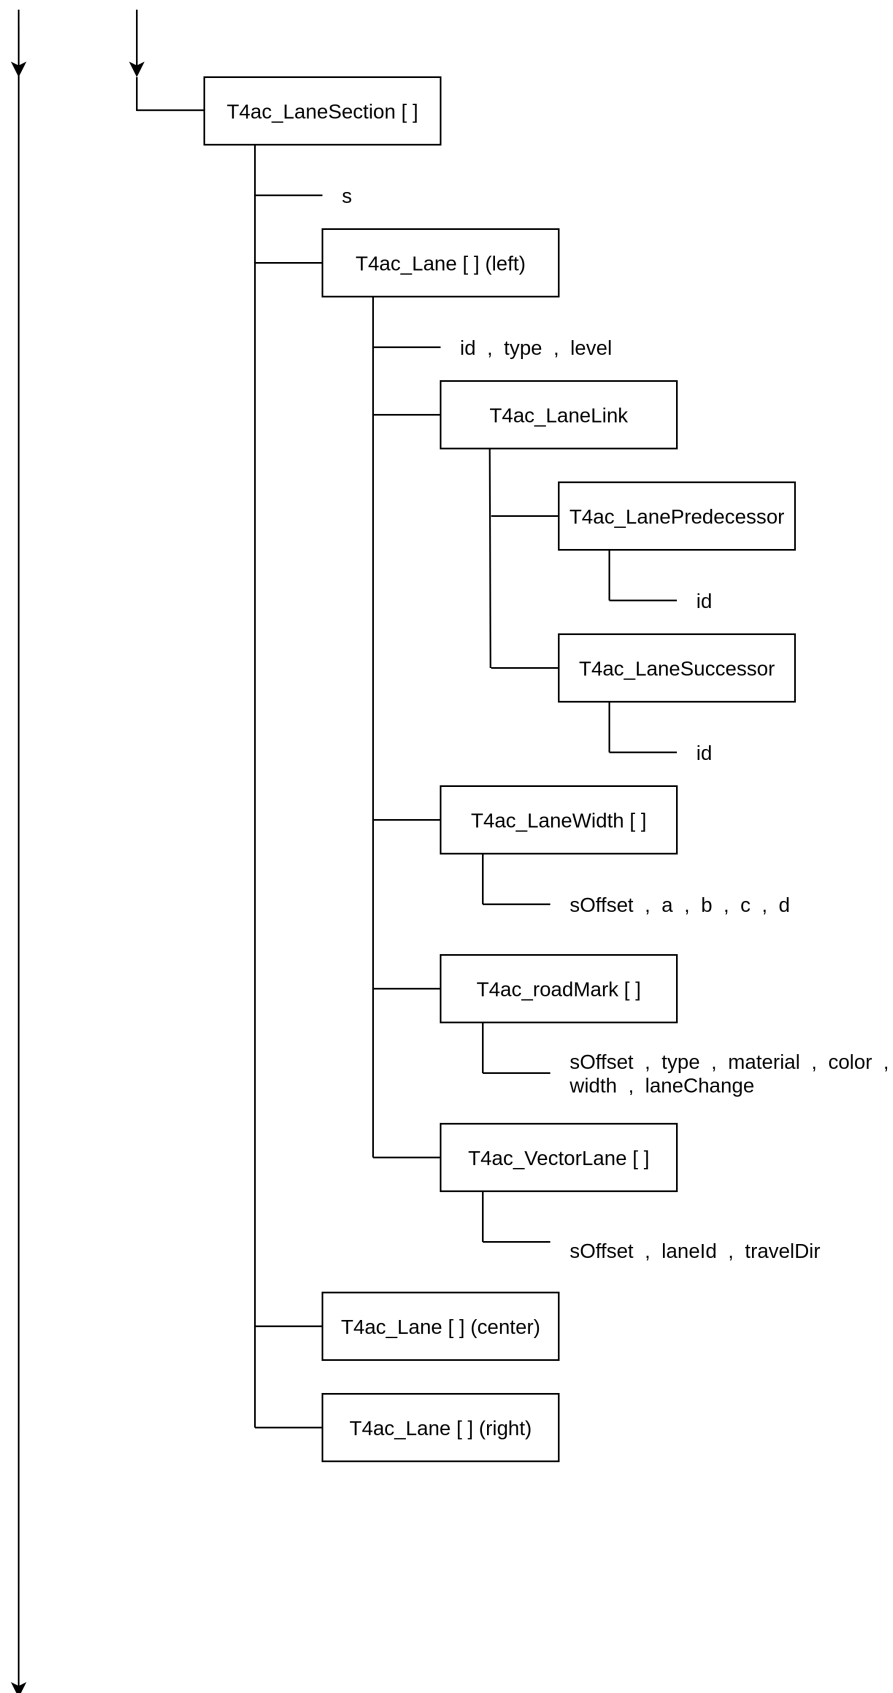 T4ac_LaneSection [ ]
s
T4ac_Lane [ ] (left)
id , type , level
T4ac_LaneLink
T4ac_LanePredecessor
id
T4ac_LaneSuccessor
id
T4ac_LaneWidth [ ]
sOffset , a , b , c , d
T4ac_roadMark [ ]
sOffset , type , material , color ,
width , laneChange
T4ac_VectorLane [ ]
sOffset , laneId , travelDir
T4ac_Lane [ ] (center)
T4ac_Lane [ ] (right)